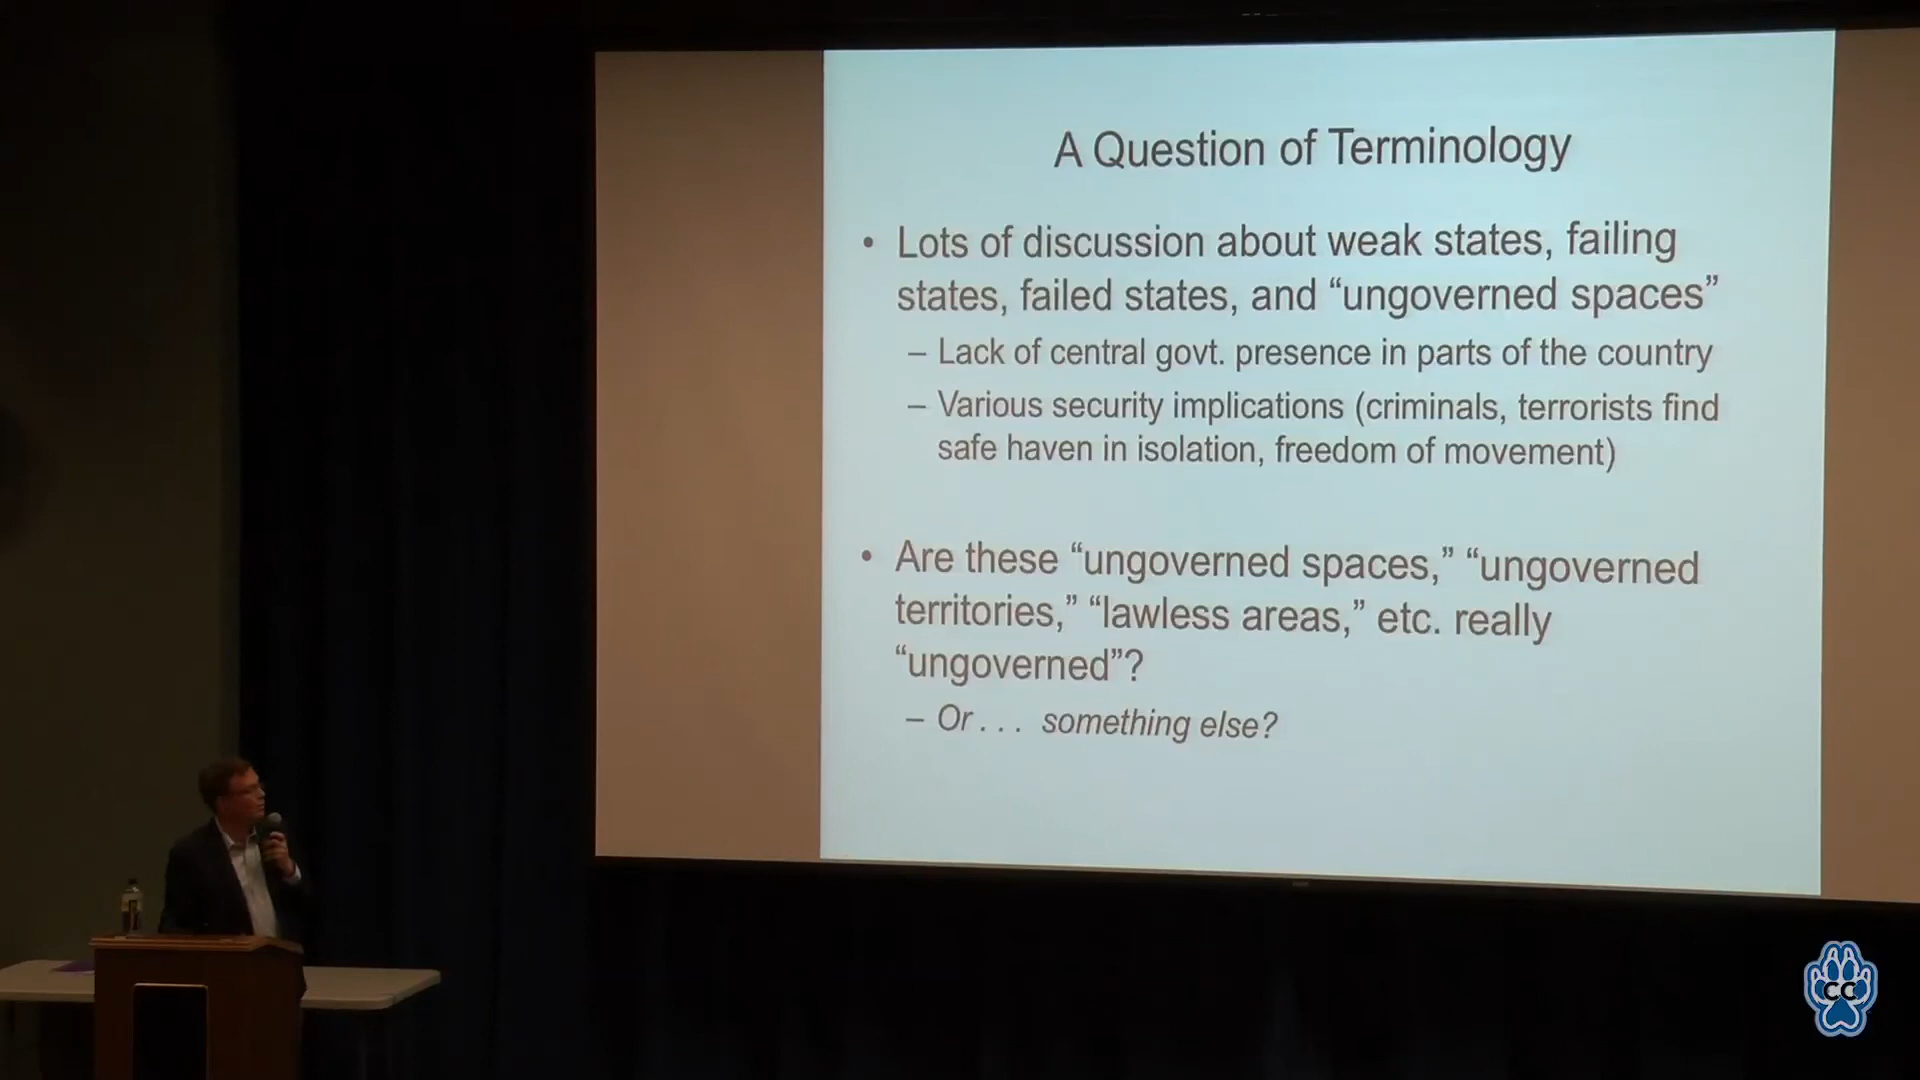 A Question of Terminology
• Lots of discussion about weak states, failing
states, failed states, and “ungoverned spaces”
– Lack of central govt. presence in parts of the country
– Various security implications (criminals, terrorists find
safe haven in isolation, freedom of movement)
• Are these “ungoverned spaces,” “ungoverned
territories,” “lawless areas,” etc. really
“ungoverned”?
– Or . . . something else?
CC